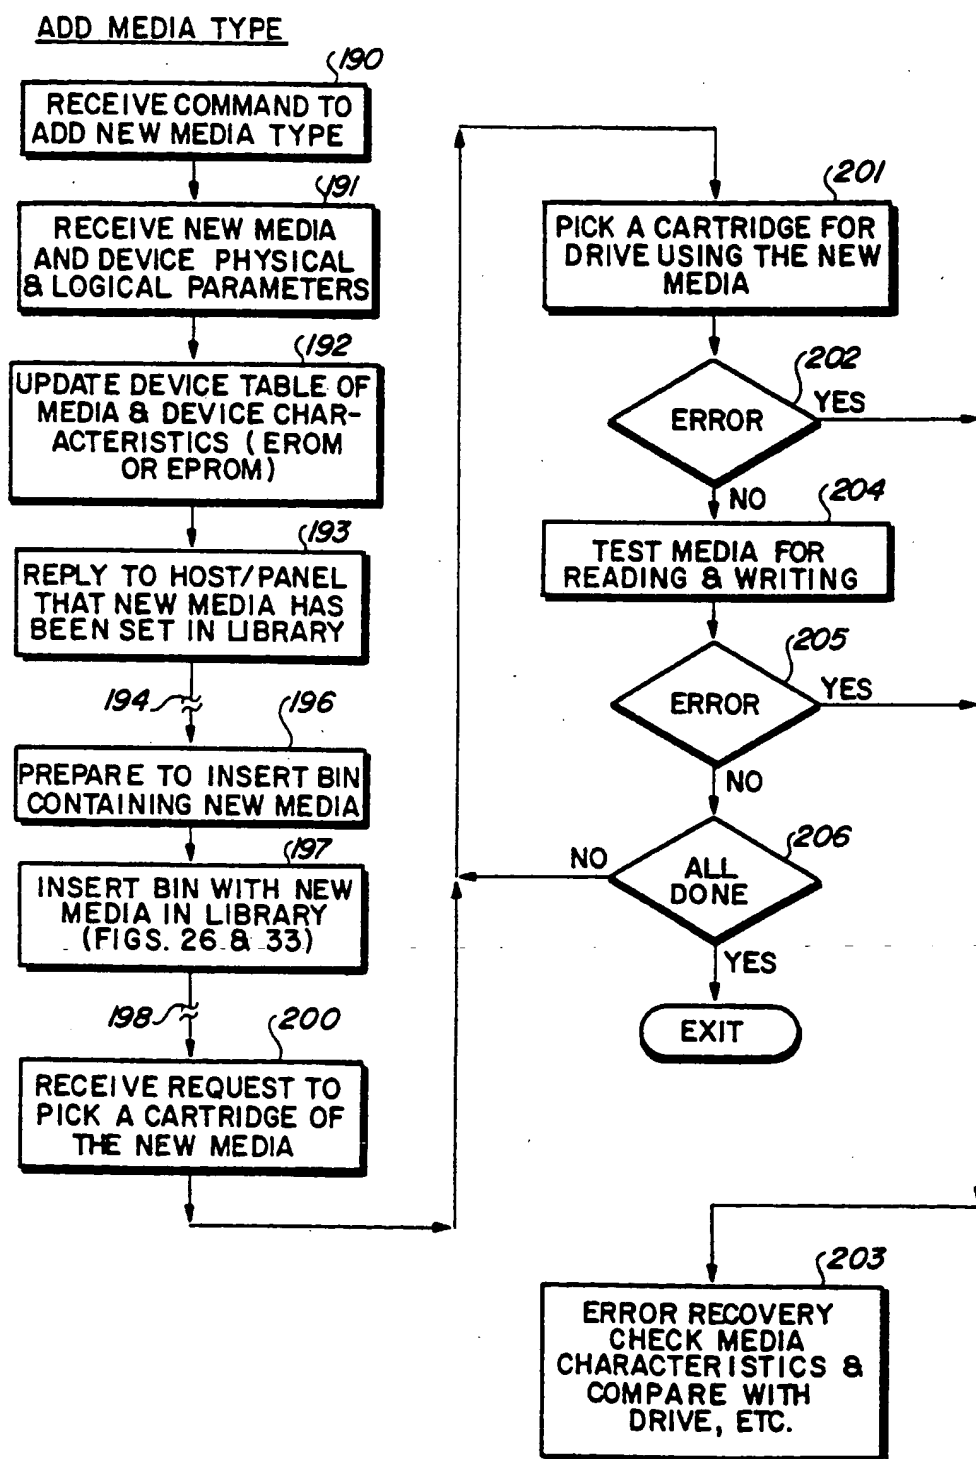 ADD MEDIA TYPE
190
RECEIVE COMMAND TO
ADD NEW MEDIA TYPE
191
RECEIVE NEW MEDIA
AND DEVICE PHYSICAL
& LOGICAL PARAMETERS
192
UPDATE DEVICE TABLE OF
MEDIA & DEVICE CHAR-
ACTERISTICS (EROM
OR EPROM)
193
REPLY TO HOST/PANEL
THAT NEW MEDIA HAS
BEEN SET IN LIBRARY
194
196
PREPARE TO INSERT BIN
CONTAINING NEW MEDIA
197
INSERT BIN WITH NEW
MEDIA IN LIBRARY
(FIGS. 26 & 33)
198
200
RECEIVE REQUEST TO
PICK A CARTRIDGE OF
THE NEW MEDIA
201
PICK A CARTRIDGE FOR
DRIVE USING THE NEW
MEDIA
202
ERROR
YES
NO
204
TEST MEDIA FOR
READING & WRITING
205
ERROR
YES
NO
206
NO
ALL
DONE
YES
EXIT
203
ERROR RECOVERY
CHECK MEDIA
CHARACTERISTICS &
COMPARE WITH
DRIVE, ETC.